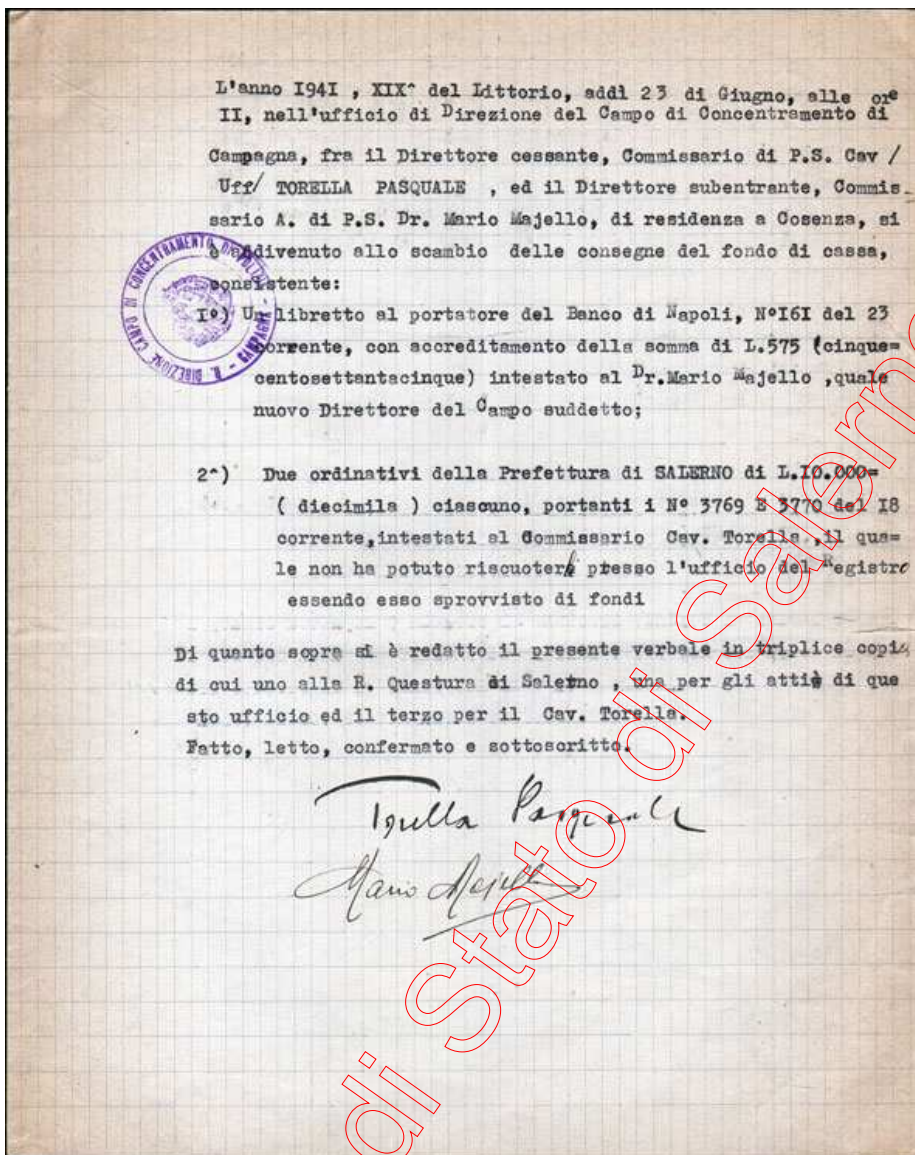 L'anno I94I , XIX^ del Littorio, addì 23 di Giugno, alle ore
II, nell'ufficio di Direzione del Campo di Concentramento di
Campagna, fra il Direttore cessante, Commissario di P.S. Cav /
Uff/ TORELLA PASQUALE , ed il Direttore subentrante, Commis-
sario A. di P.S. Dr. Mario Majello, di residenza a Cosenza, si
è addivenuto allo scambio delle consegne del fondo di cassa,
consistente:
I°) Un libretto al portatore del Banco di Napoli, N°I6I del 23
corrente, con accreditamento della somma di L.575 (cinque=
centosettantacinque) intestato al Dr.Mario Majello ,quale
nuovo Direttore del Campo suddetto;
2^) Due ordinativi della Prefettura di SALERNO di L.I0.000=
( diecimila ) ciascuno, portanti i N° 3769 E 3770 del I8
corrente,intestati al Commissario Cav. Torella ,il qua=
le non ha potuto riscuotere presso l'ufficio del Registro
essendo esso sprovvisto di fondi
Di quanto sopra si è redatto il presente verbale in triplice copia,
di cui uno alla R. Questura di Salerno , una per gli atti di que
sto ufficio ed il terzo per il Cav. Torella.
Fatto, letto, confermato e sottoscritto.
Torella Pasquale
Mario Majello
R. DIREZIONE CAMPO DI CONCENTRAMENTO DI - CAMPAGNA -
di Stato di Salerno